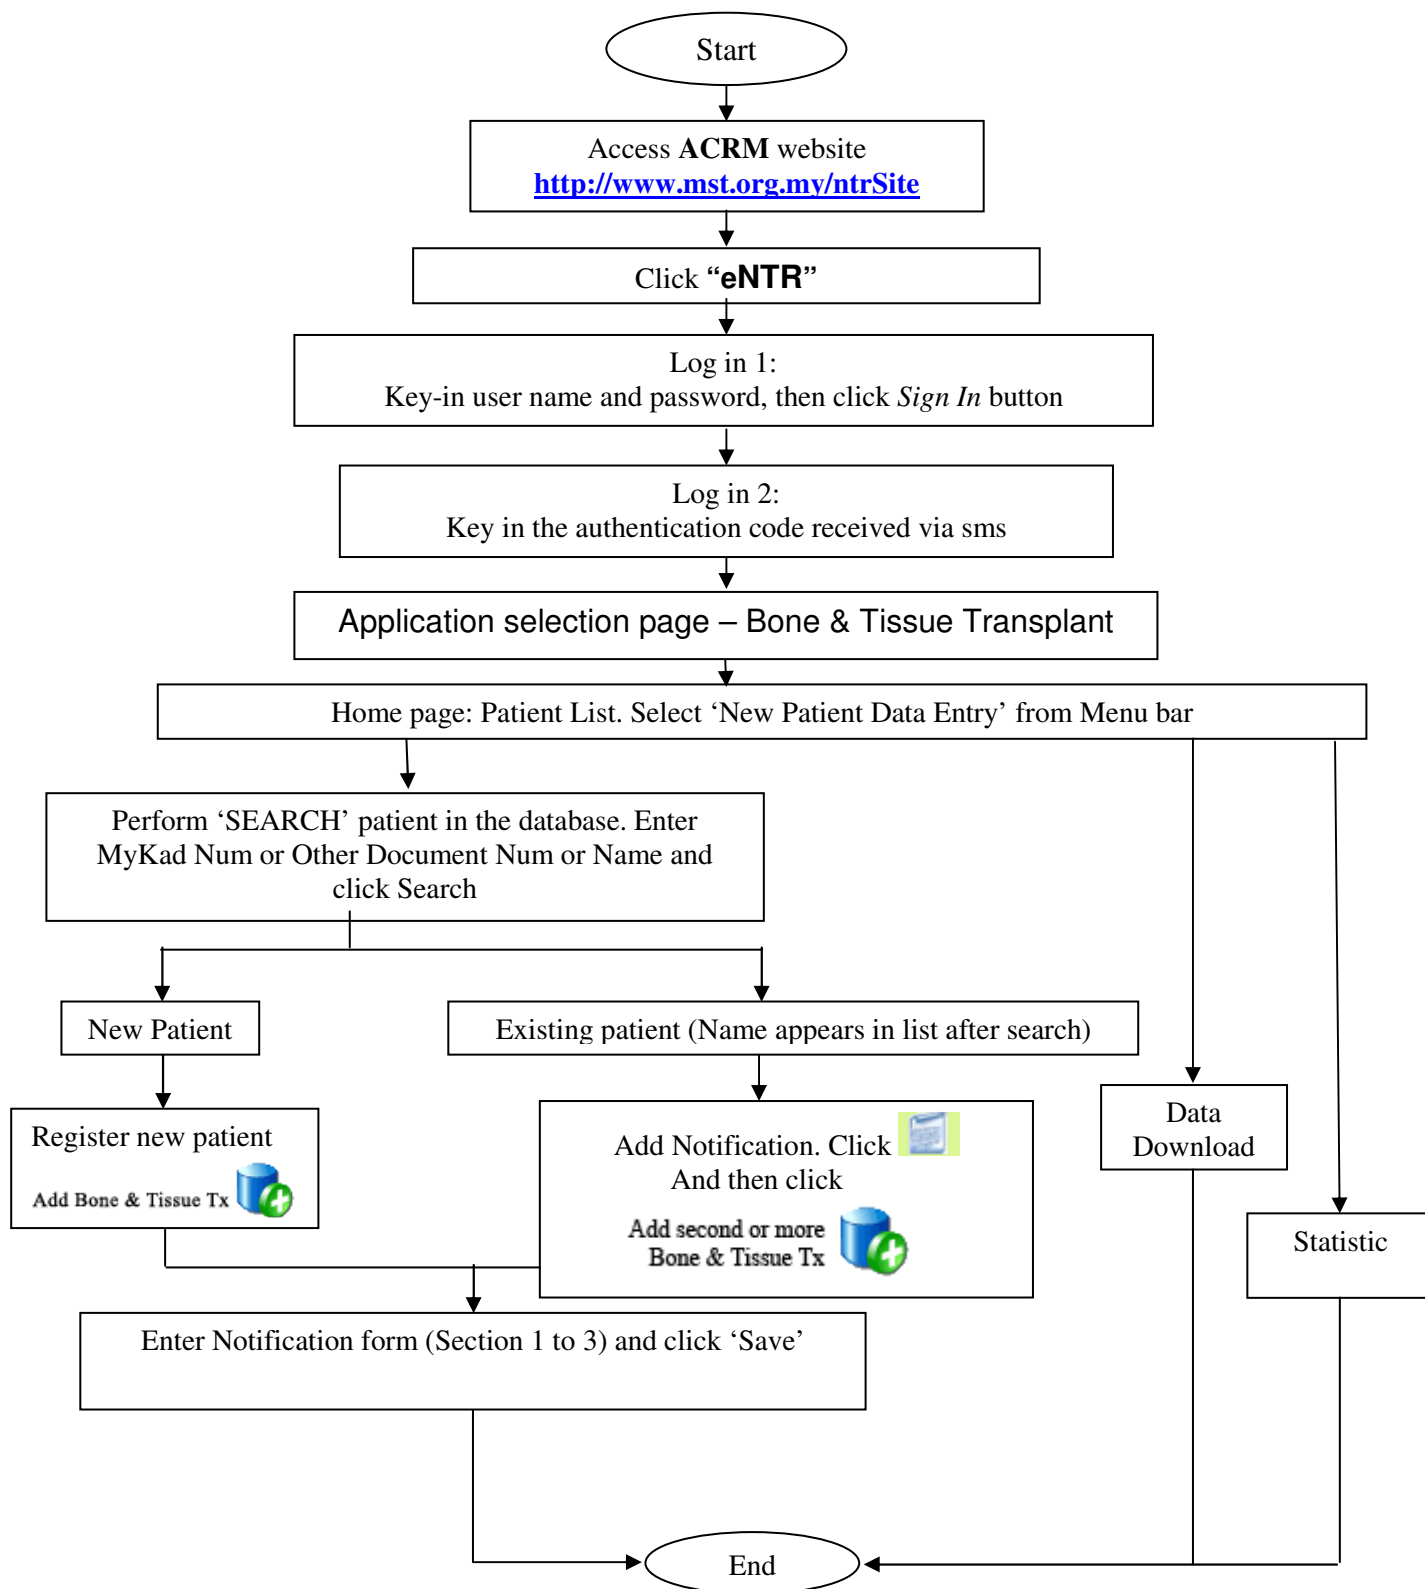 Start
Access ACRM website
http://www.mst.org.my/ntrSite
Click “eNTR”
Log in 1:
Key-in user name and password, then click Sign In button
Log in 2:
Key in the authentication code received via sms
Application selection page – Bone & Tissue Transplant
Home page: Patient List. Select ‘New Patient Data Entry’ from Menu bar
Perform ‘SEARCH’ patient in the database. Enter
MyKad Num or Other Document Num or Name and
click Search
New Patient
Existing patient (Name appears in list after search)
Register new patient
Add Bone & Tissue Tx
Add Notification. Click
And then click
Add second or more
Bone & Tissue Tx
Data
Download
Statistic
Enter Notification form (Section 1 to 3) and click ‘Save’
End